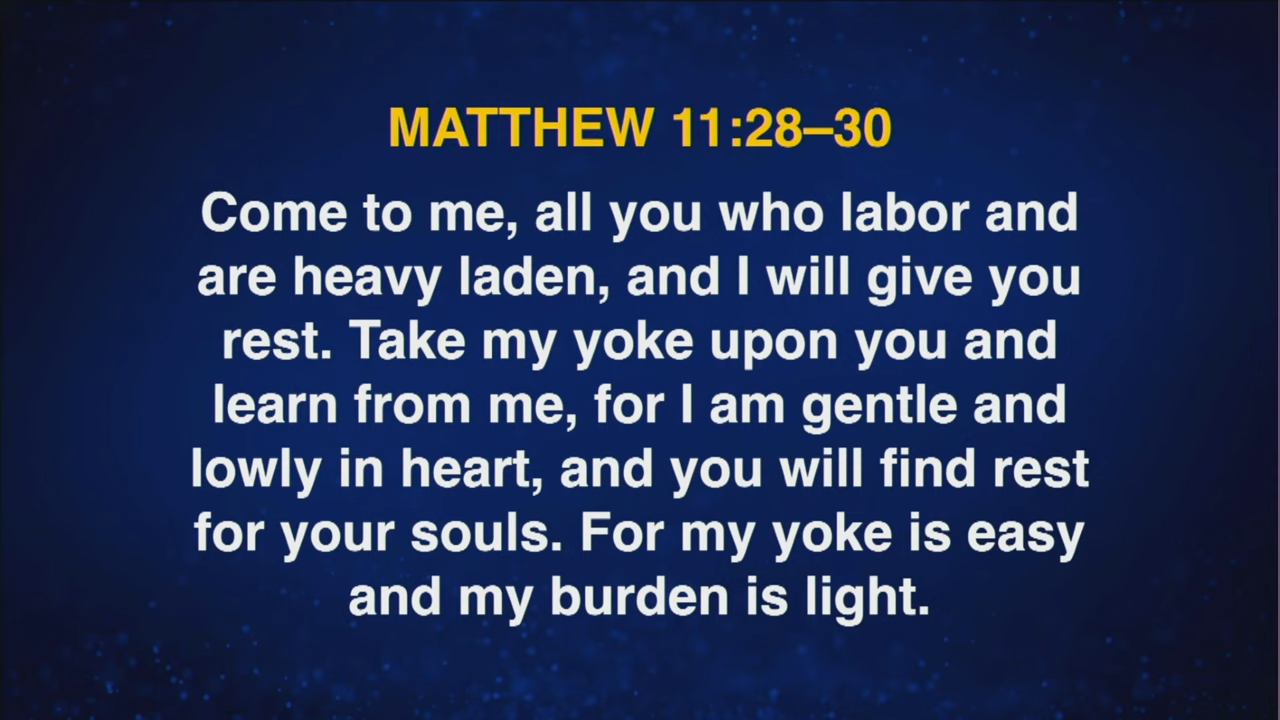 MATTHEW 11:28–30
Come to me, all you who labor and
are heavy laden, and I will give you
rest. Take my yoke upon you and
learn from me, for I am gentle and
lowly in heart, and you will find rest
for your souls. For my yoke is easy
and my burden is light.